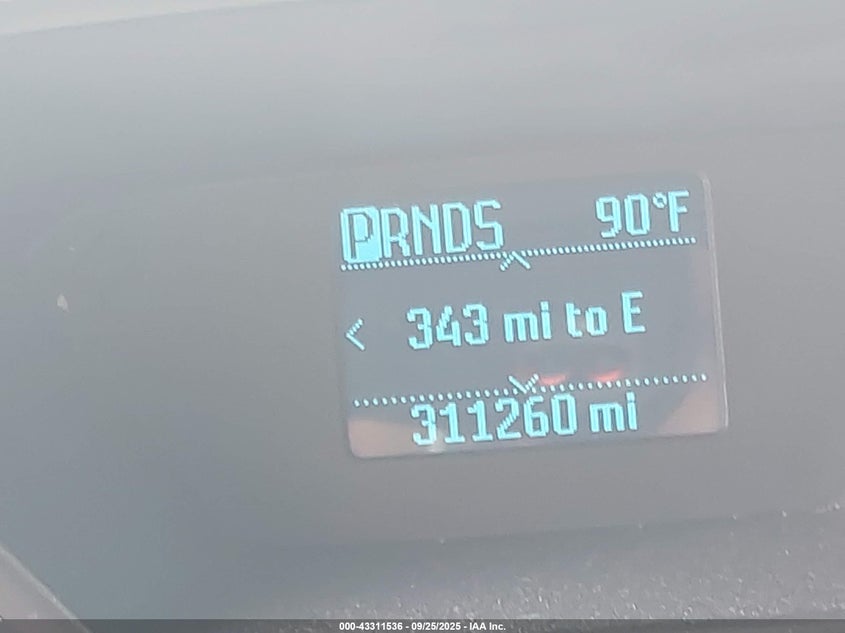 PRNDS 90°F
< 343 mi to E
311260 mi
000-43311536 - 09/25/2025 - IAA Inc.